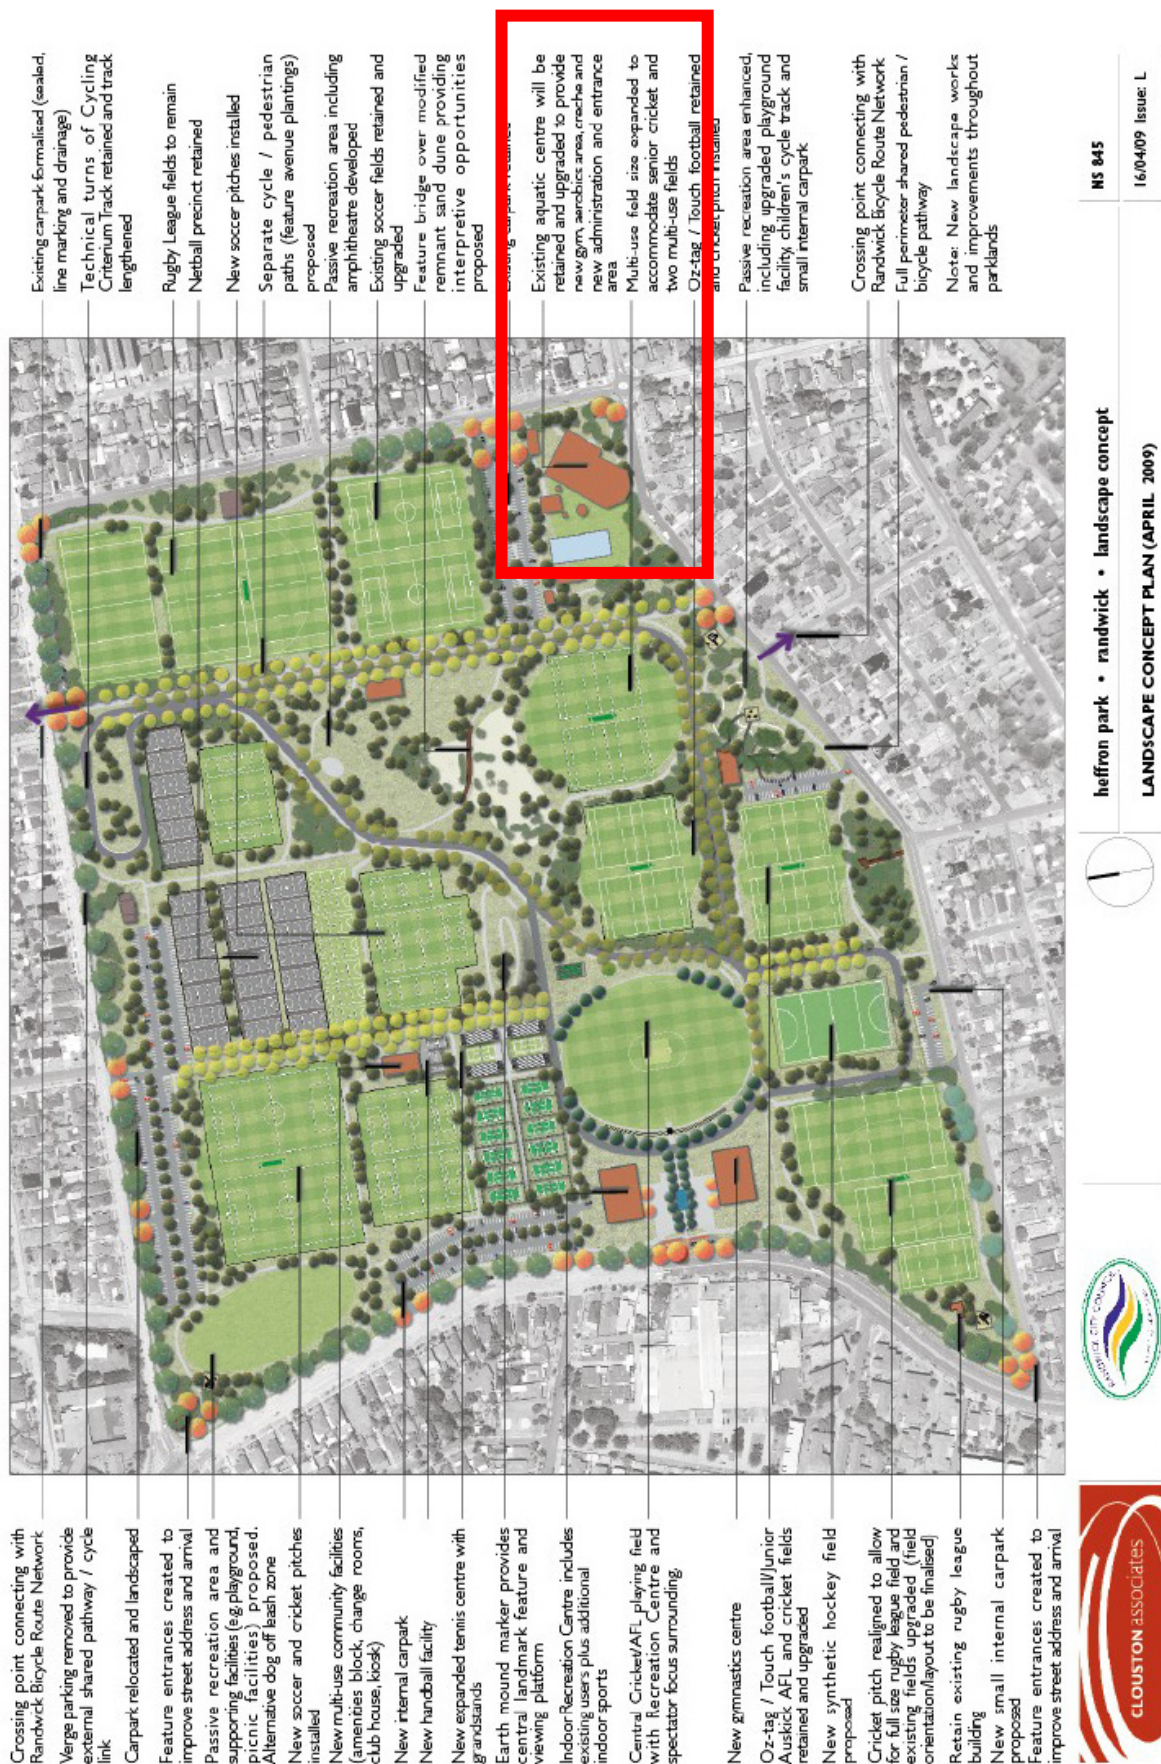 Existing carpark formalised (sealed,
line marking and drainage)
Technical turns of Cycling
Criterium Track retained and track
lengthened
Rugby League fields to remain
Netball precinct retained
New soccer pitches installed
Separate cycle / pedestrian
paths (feature avenue plantings)
proposed
Passive recreation area including
amphitheatre developed
Existing soccer fields retained and
upgraded
Feature bridge over modified
remnant sand dune providing
interpretive opportunities
proposed
Existing carpark retained
Existing aquatic centre will be
retained and upgraded to provide
new gym, aerobics area, creche and
new administration and entrance
area
Multi-use field size expanded to
accommodate senior cricket and
two multi-use fields
Oz-tag / Touch football retained
and cricket pitch installed
Passive recreation area enhanced,
including upgraded playground
facility, children's cycle track and
small internal carpark
Crossing point connecting with
Randwick Bicycle Route Network
Full perimeter shared pedestrian /
bicycle pathway
Note: New landscape works
and improvements throughout
parklands
Crossing point connecting with
Randwick Bicycle Route Network
Verge parking removed to provide
external shared pathway / cycle
link
Carpark relocated and landscaped
Feature entrances created to
improve street address and arrival
Passive recreation area and
supporting facilities (e.g. playground,
picnic facilities) proposed.
Alternative dog off leash zone
New soccer and cricket pitches
installed
New multi-use community facilities
(amenities block, change rooms,
club house, kiosk)
New internal carpark
New handball facility
New expanded tennis centre with
grandstands
Earth mound marker provides
central landmark feature and
viewing platform
Indoor Recreation Centre includes
existing users plus additional
indoor sports
Central Cricket/AFL playing field
with Recreation Centre and
spectator focus surrounding.
New gymnastics centre
Oz-tag / Touch football/Junior
Auskick AFL and cricket fields
retained and upgraded
New synthetic hockey field
proposed
Cricket pitch realigned to allow
for full size rugby league field and
existing fields upgraded (field
orientation/layout to be finalised)
Retain existing rugby league
building
New small internal carpark
proposed
Feature entrances created to
improve street address and arrival
CLOUSTON associates
RANDWICK CITY COUNCIL
heffron park • randwick • landscape concept
LANDSCAPE CONCEPT PLAN (APRIL 2009)
NS 845
16/04/09 Issue: L